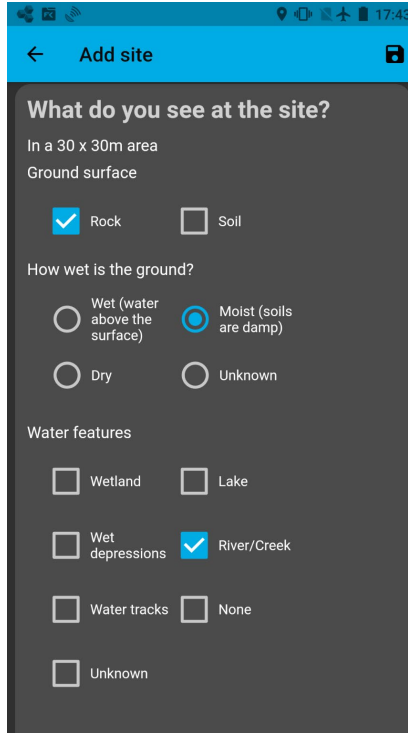 17:43
Add site
What do you see at the site?
In a 30 x 30m area
Ground surface
Rock
Soil
How wet is the ground?
Wet (water
above the
surface)
Moist (soils
are damp)
Dry
Unknown
Water features
Wetland
Lake
Wet
depressions
River/Creek
Water tracks
None
Unknown